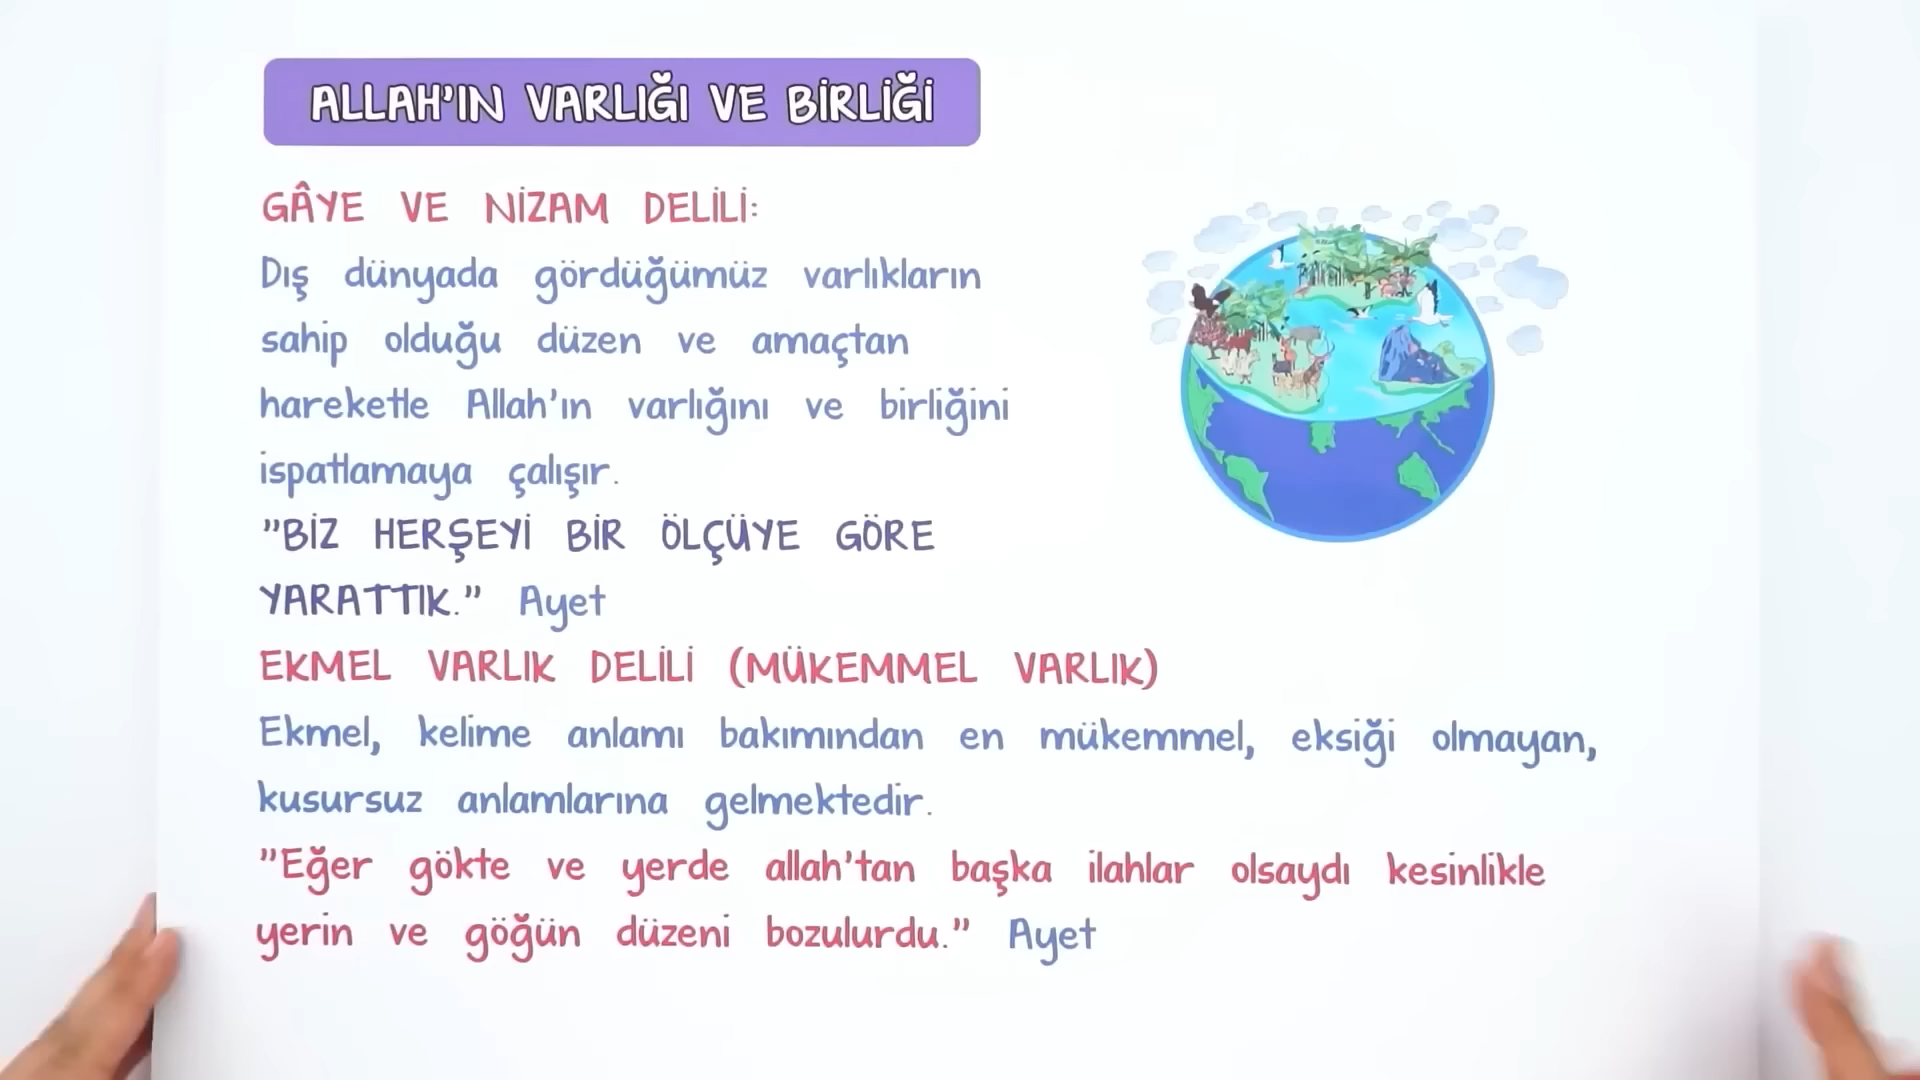 ALLAH'IN VARLIĞI VE BİRLİĞİ
GÂYE VE NİZAM DELİLİ:
Dış dünyada gördüğümüz varlıkların
sahip olduğu düzen ve amaçtan
hareketle Allah'ın varlığını ve birliğini
ispatlamaya çalışır.
"BİZ HERŞEYİ BİR ÖLÇÜYE GÖRE
YARATTIK." Ayet
EKMEL VARLIK DELİLİ (MÜKEMMEL VARLIK)
Ekmel, kelime anlamı bakımından en mükemmel, eksiği olmayan,
kusursuz anlamlarına gelmektedir.
"Eğer gökte ve yerde allah'tan başka ilahlar olsaydı kesinlikle
yerin ve göğün düzeni bozulurdu." Ayet